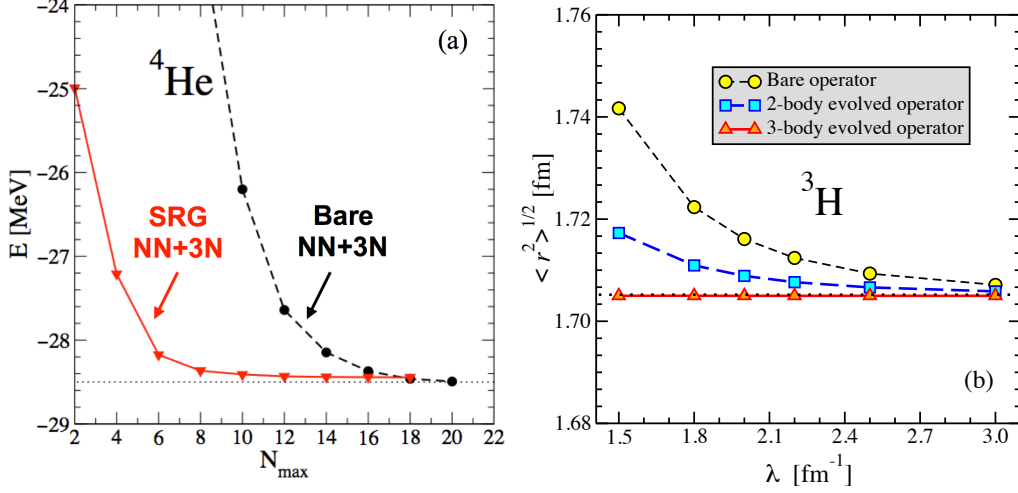 -24
-25
-26
-27
-28
-29
E [MeV]
(a)
⁴He
SRG
NN+3N
Bare
NN+3N
2 4 6 8 10 12 14 16 18 20 22
N_max
1.76
1.74
1.72
1.70
1.68
< r² >^1/2 [fm]
Bare operator
2-body evolved operator
3-body evolved operator
³H
(b)
1.5 1.8 2.1 2.4 2.7 3.0
λ [fm⁻¹]